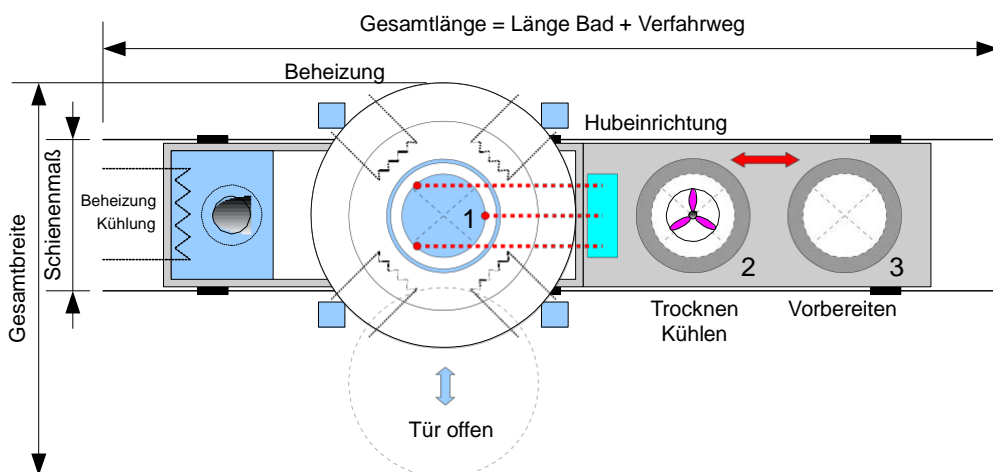 Gesamtlänge = Länge Bad + Verfahrweg
Beheizung
Hubeinrichtung
Gesamtbreite
Schienenmaß
Beheizung
Kühlung
1
2
3
Trocknen
Kühlen
Vorbereiten
Tür offen